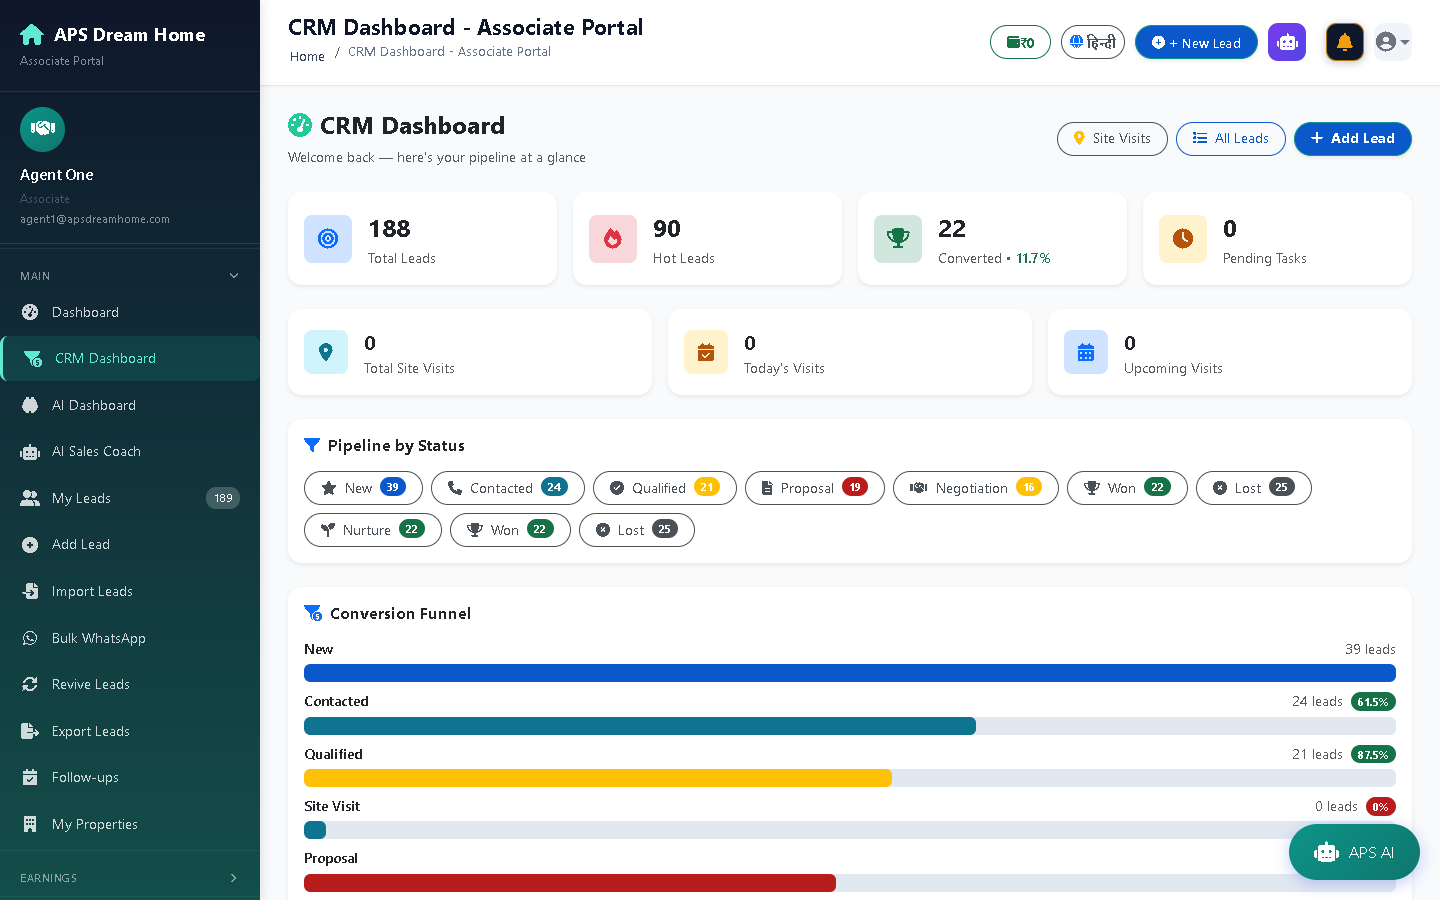 APS Dream Home
Associate Portal
Agent One
Associate
agent1@apsdreamhome.com
MAIN
Dashboard
CRM Dashboard
AI Dashboard
AI Sales Coach
My Leads 189
Add Lead
Import Leads
Bulk WhatsApp
Revive Leads
Export Leads
Follow-ups
My Properties
EARNINGS
CRM Dashboard - Associate Portal
Home / CRM Dashboard - Associate Portal
₹0
हिन्दी
+ New Lead
CRM Dashboard
Welcome back — here's your pipeline at a glance
Site Visits
All Leads
Add Lead
188
Total Leads
90
Hot Leads
22
Converted • 11.7%
0
Pending Tasks
0
Total Site Visits
0
Today's Visits
0
Upcoming Visits
Pipeline by Status
New 39
Contacted 24
Qualified 21
Proposal 19
Negotiation 16
Won 22
Lost 25
Nurture 22
Won 22
Lost 25
Conversion Funnel
New 39 leads
Contacted 24 leads 61.5%
Qualified 21 leads 87.5%
Site Visit 0 leads 0%
Proposal
APS AI